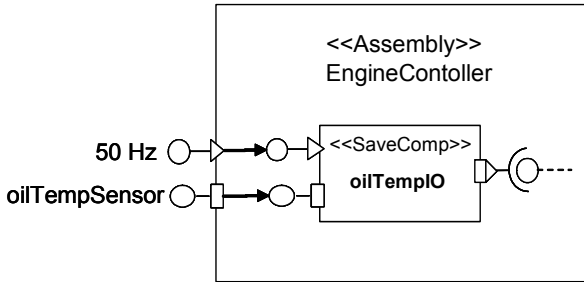 <<Assembly>>
EngineContoller
50 Hz
<<SaveComp>>
oilTempSensor
oilTempIO